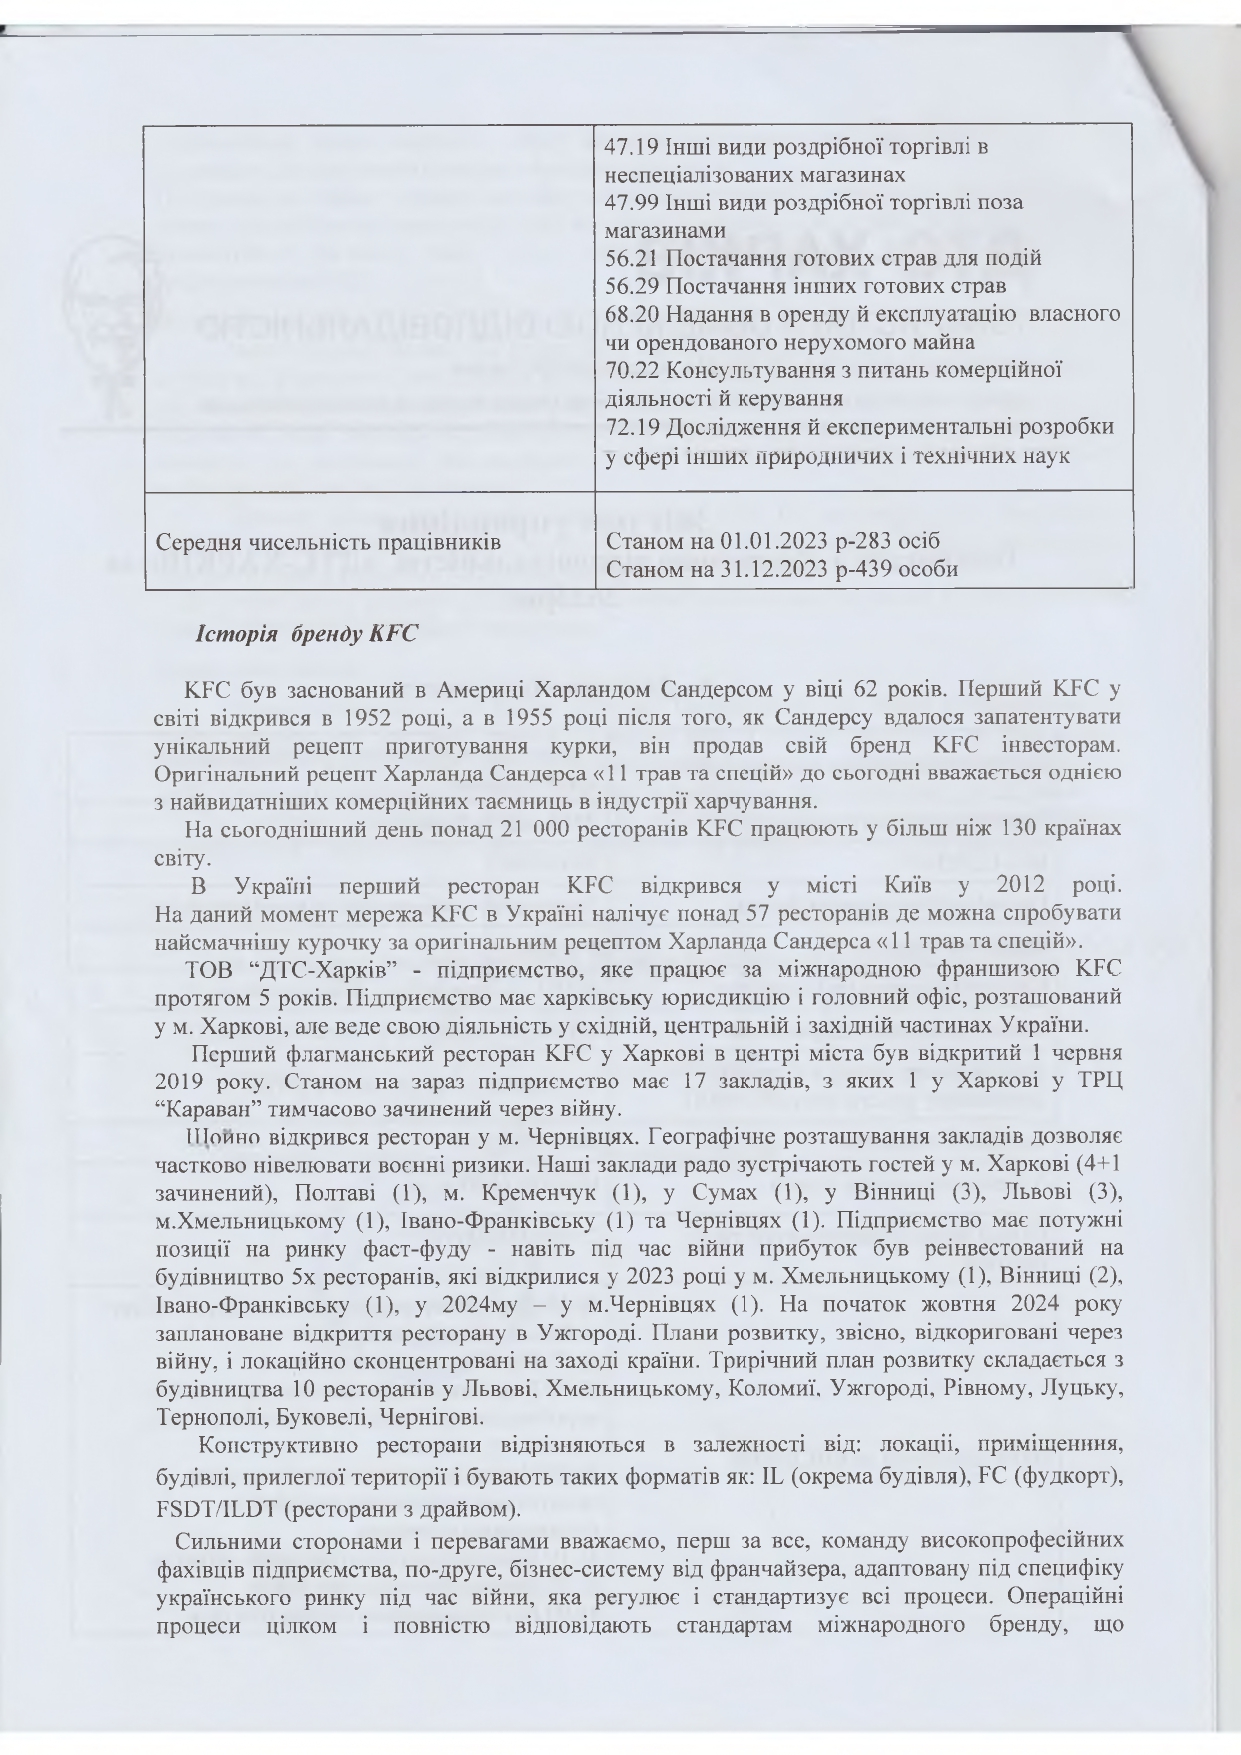 47.19 Інші види роздрібної торгівлі в
неспеціалізованих магазинах
47.99 Інші види роздрібної торгівлі поза
магазинами
56.21 Постачання готових страв для подій
56.29 Постачання інших готових страв
68.20 Надання в оренду й експлуатацію власного
чи орендованого нерухомого майна
70.22 Консультування з питань комерційної
діяльності й керування
72.19 Дослідження й експериментальні розробки
у сфері інших природничих і технічних наук
Середня чисельність працівників
Станом на 01.01.2023 р-283 осіб
Станом на 31.12.2023 р-439 особи
Історія бренду KFC
KFC був заснований в Америці Харландом Сандерсом у віці 62 років. Перший KFC у
світі відкрився в 1952 році, а в 1955 році після того, як Сандерсу вдалося запатентувати
унікальний рецепт приготування курки, він продав свій бренд KFC інвесторам.
Оригінальний рецепт Харланда Сандерса «11 трав та спецій» до сьогодні вважається однією
з найвидатніших комерційних таємниць в індустрії харчування.
На сьогоднішний день понад 21 000 ресторанів KFC працюють у більш ніж 130 країнах
світу.
В Україні перший ресторан KFC відкрився у місті Київ у 2012 році.
На даний момент мережа KFC в Україні налічує понад 57 ресторанів де можна спробувати
найсмачнішу курочку за оригінальним рецептом Харланда Сандерса «11 трав та спецій».
ТОВ “ДТС-Харків” - підприємство, яке працює за міжнародною франшизою KFC
протягом 5 років. Підприємство має харківську юрисдикцію і головний офіс, розташований
у м. Харкові, але веде свою діяльність у східній, центральній і західній частинах України.
Перший флагманський ресторан KFC у Харкові в центрі міста був відкритий 1 червня
2019 року. Станом на зараз підприємство має 17 закладів, з яких 1 у Харкові у ТРЦ
“Караван” тимчасово зачинений через війну.
Щойно відкрився ресторан у м. Чернівцях. Географічне розташування закладів дозволяє
частково нівелювати воєнні ризики. Наші заклади радо зустрічають гостей у м. Харкові (4+1
зачинений), Полтаві (1), м. Кременчук (1), у Сумах (1), у Вінниці (3), Львові (3),
м.Хмельницькому (1), Івано-Франківську (1) та Чернівцях (1). Підприємство має потужні
позиції на ринку фаст-фуду - навіть під час війни прибуток був реінвестований на
будівництво 5х ресторанів, які відкрилися у 2023 році у м. Хмельницькому (1), Вінниці (2),
Івано-Франківську (1), у 2024му – у м.Чернівцях (1). На початок жовтня 2024 року
заплановане відкриття ресторану в Ужгороді. Плани розвитку, звісно, відкориговані через
війну, і локаційно сконцентровані на заході країни. Трирічний план розвитку складається з
будівництва 10 ресторанів у Львові, Хмельницькому, Коломиї, Ужгороді, Рівному, Луцьку,
Тернополі, Буковелі, Чернігові.
Конструктивно ресторани відрізняються в залежності від: локації, приміщенння,
будівлі, прилеглої території і бувають таких форматів як: IL (окрема будівля), FC (фудкорт),
FSDT/ILDT (ресторани з драйвом).
Сильними сторонами і перевагами вважаємо, перш за все, команду високопрофесійних
фахівців підприємства, по-друге, бізнес-систему від франчайзера, адаптовану під специфіку
українського ринку під час війни, яка регулює і стандартизує всі процеси. Операційні
процеси цілком і повністю відповідають стандартам міжнародного бренду, що